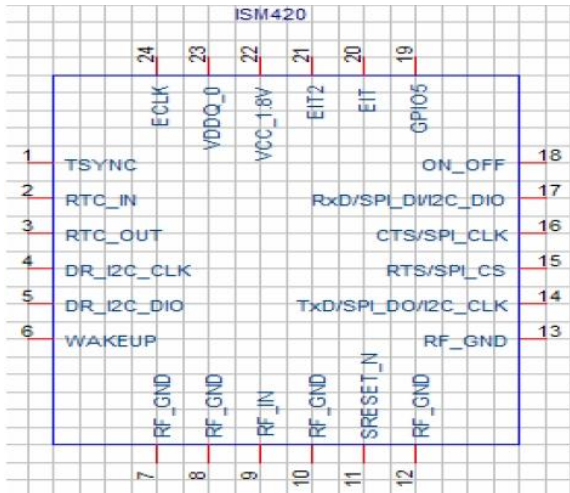 ISM420
24 23 22 21 20 19
ECLK VDDQ_0 VCC_1.8V EIT2 EIT GPIO5
1 TSYNC ON_OFF 18
2 RTC_IN RxD/SPI_DI/I2C_DIO 17
3 RTC_OUT CTS/SPI_CLK 16
4 DR_I2C_CLK RTS/SPI_CS 15
5 DR_I2C_DIO TxD/SPI_DO/I2C_CLK 14
6 WAKEUP RF_GND 13
RF_GND RF_GND RF_IN RF_GND SRESET_N RF_GND
7 8 9 10 11 12